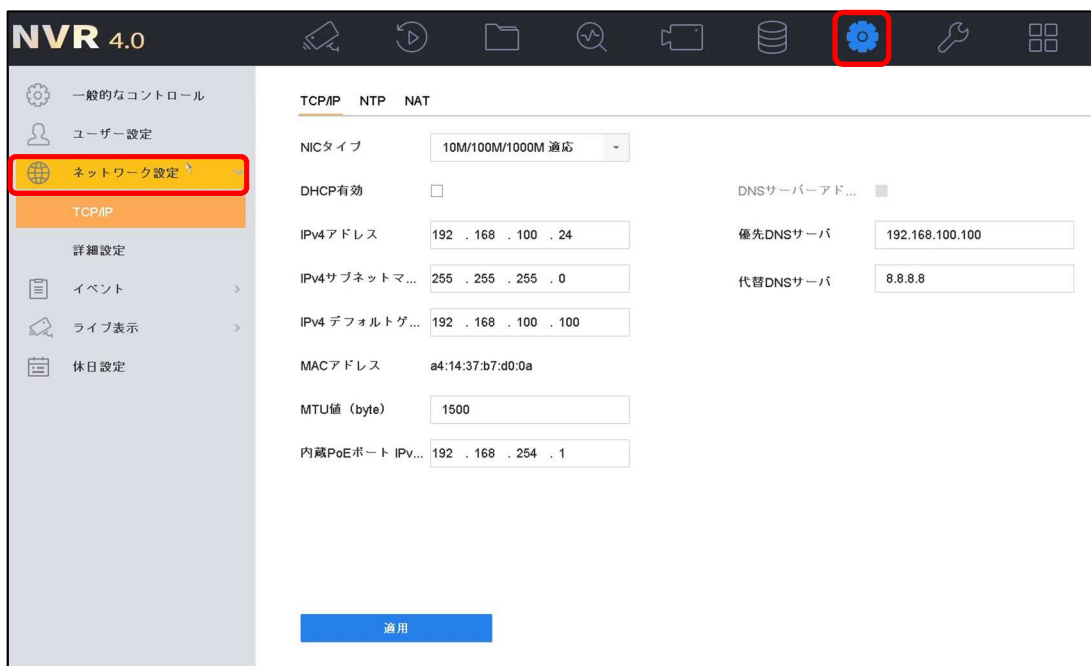 NVR 4.0
一般的なコントロール
ユーザー設定
ネットワーク設定
TCP/IP
詳細設定
イベント
ライブ表示
休日設定
TCP/IP NTP NAT
NICタイプ 10M/100M/1000M 適応
DHCP有効 DNSサーバーアド...
IPv4アドレス 192 . 168 . 100 . 24 優先DNSサーバ 192.168.100.100
IPv4サブネットマ... 255 . 255 . 255 . 0 代替DNSサーバ 8.8.8.8
IPv4 デフォルトゲ... 192 . 168 . 100 . 100
MACアドレス a4:14:37:b7:d0:0a
MTU値（byte） 1500
内蔵PoEポート IPv... 192 . 168 . 254 . 1
適用